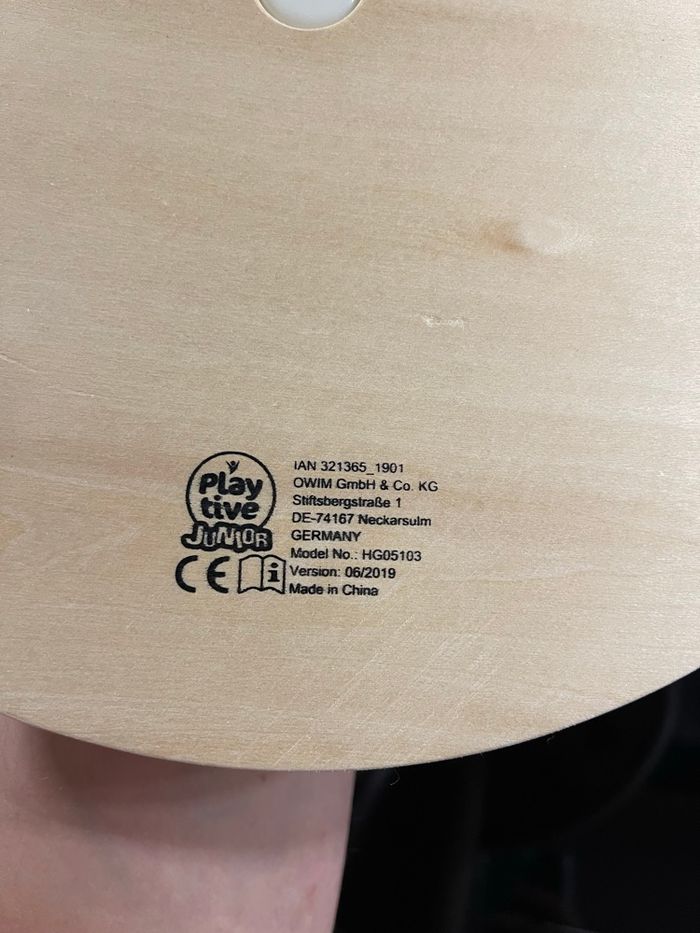 Play
tive
JUNIOR
CE
i
IAN 321365_1901
OWIM GmbH & Co. KG
Stiftsbergstraße 1
DE-74167 Neckarsulm
GERMANY
Model No.: HG05103
Version: 06/2019
Made in China